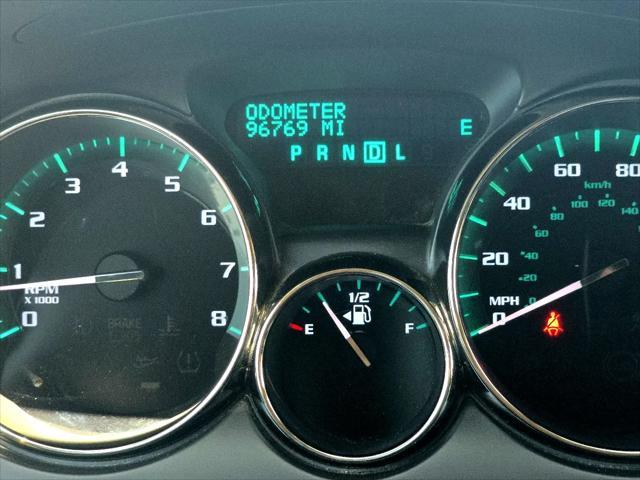 ODOMETER
96769 MI E
P R N D L
0 1 2 3 4 5 6 7 8
RPM
X 1000
BRAKE
E 1/2 F
0 20 40 60 80
MPH
km/h
0 20 40 60 80 100 120 140